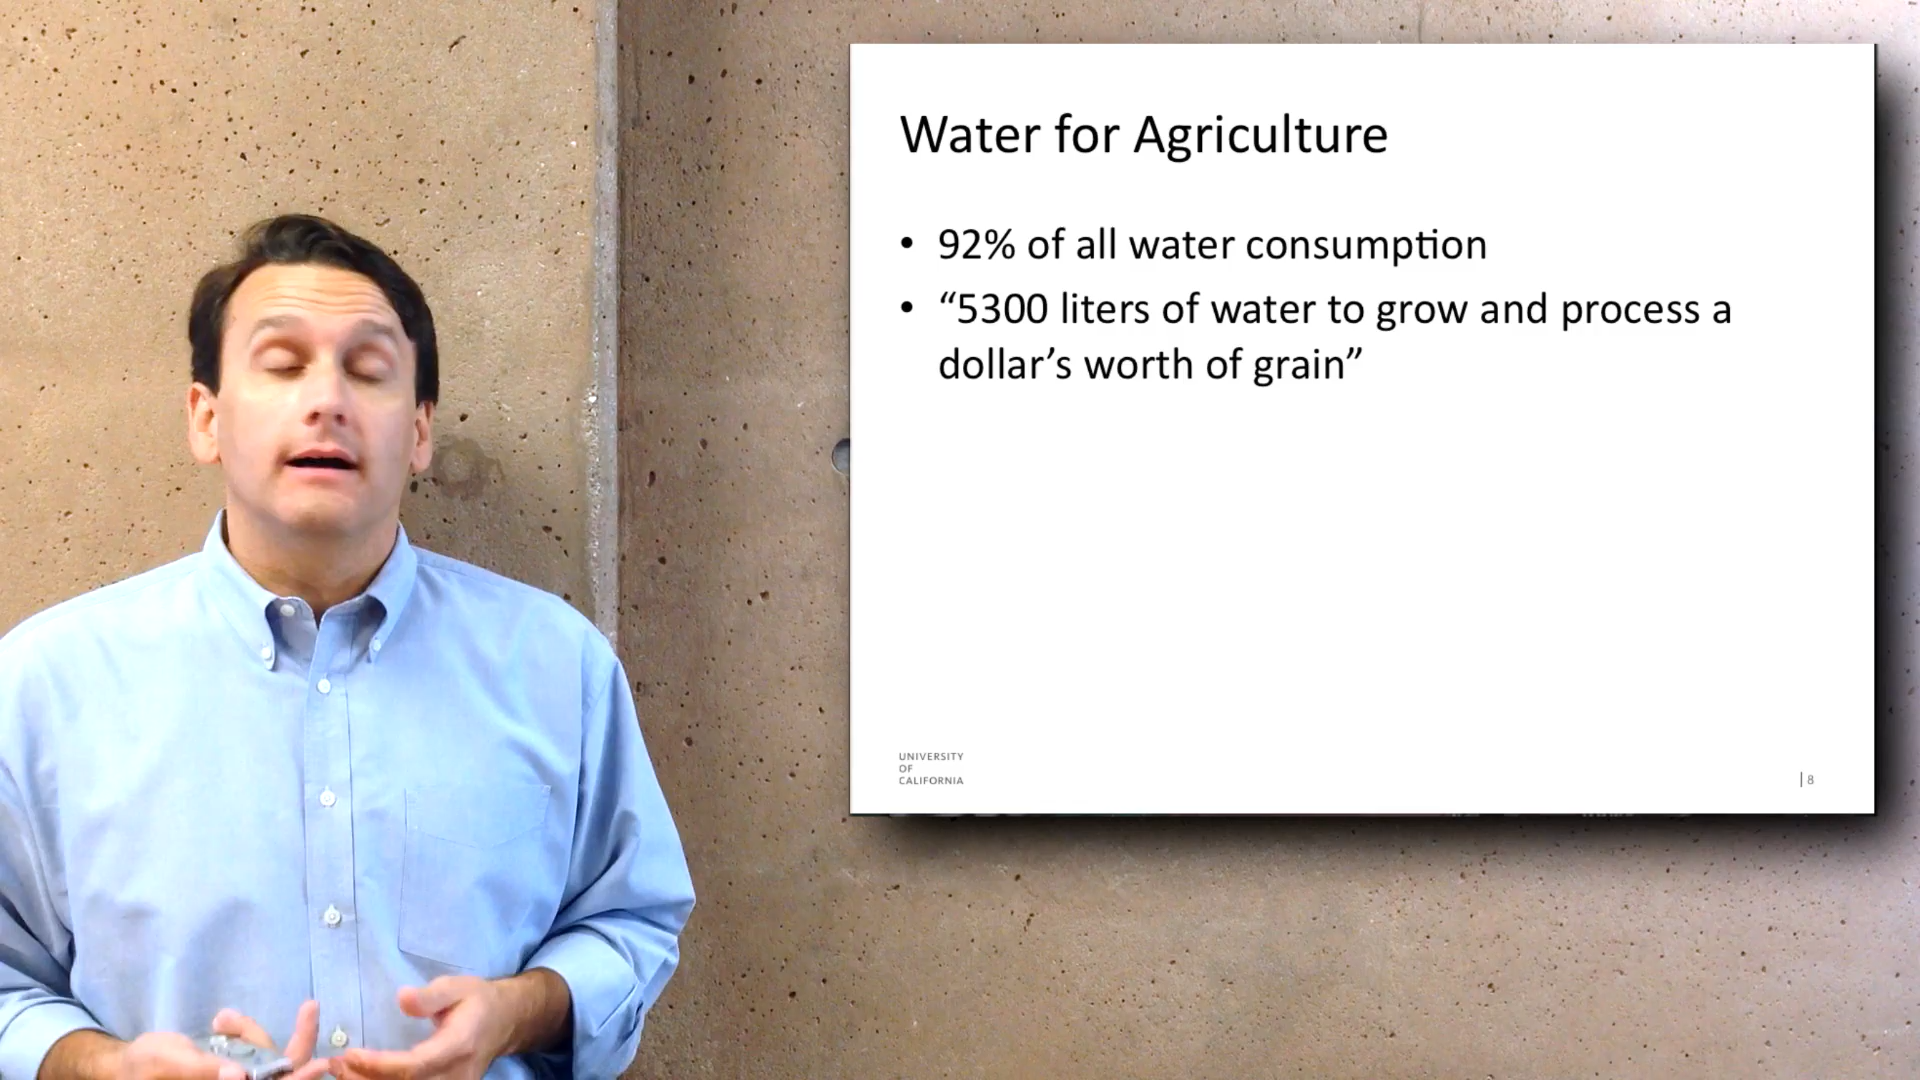 Water for Agriculture
• 92% of all water consumption
• “5300 liters of water to grow and process a
dollar’s worth of grain”
UNIVERSITY
OF
CALIFORNIA
| 8